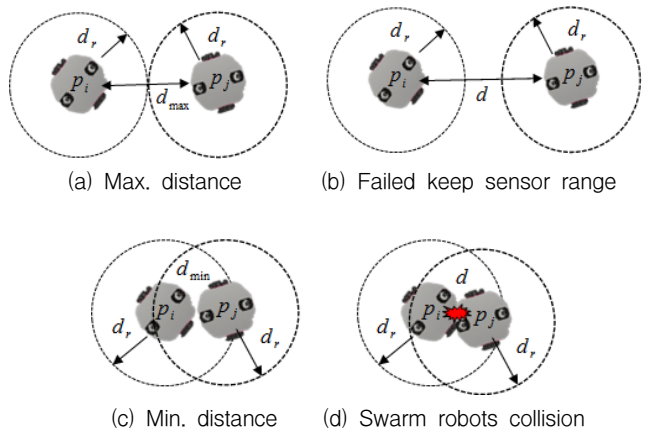 d_r d_r
p_i p_j
d_max
(a) Max. distance
d_r d_r
p_i p_j
d
(b) Failed keep sensor range
d_min
p_i p_j
d_r d_r
(c) Min. distance
d
p_i p_j
d_r d_r
(d) Swarm robots collision